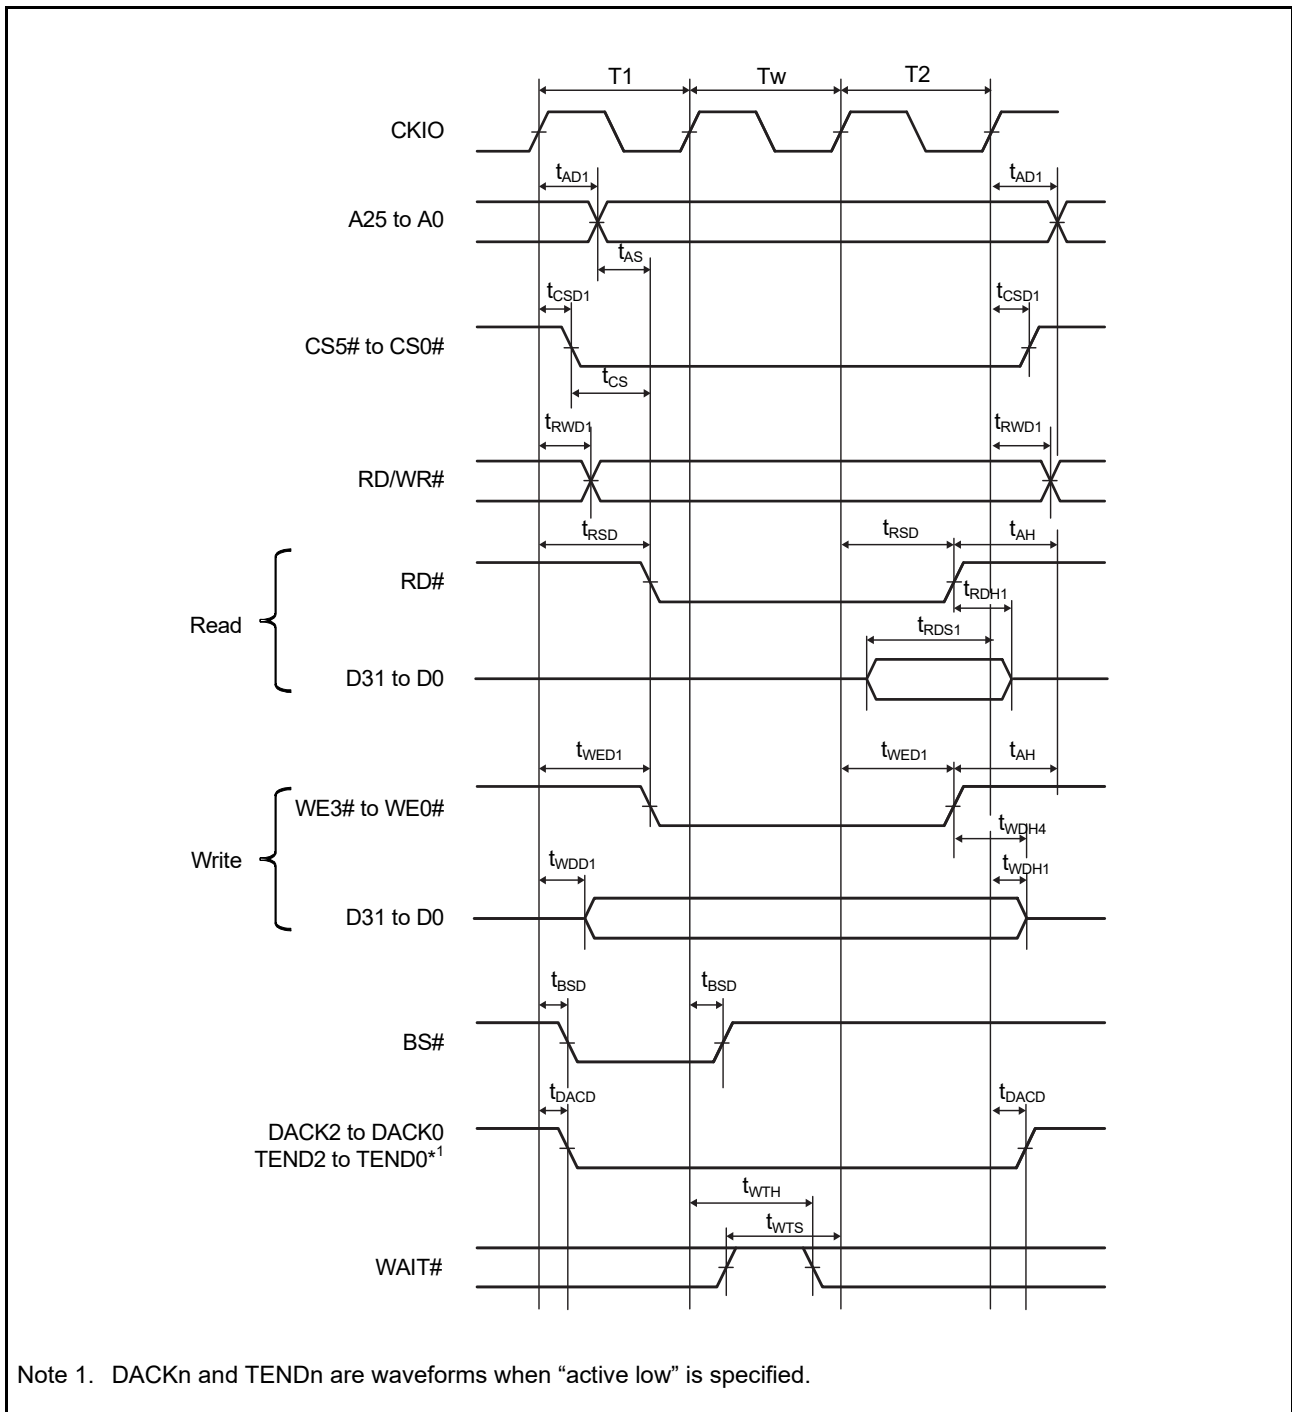 T1 Tw T2
CKIO
tAD1 tAD1
A25 to A0
tAS
tCSD1 tCSD1
CS5# to CS0#
tCS
tRWD1 tRWD1
RD/WR#
tRSD tRSD tAH
RD#
tRDH1
Read
tRDS1
D31 to D0
tWED1 tWED1 tAH
WE3# to WE0#
tWDH4
Write
tWDD1 tWDH1
D31 to D0
tBSD tBSD
BS#
tDACD tDACD
DACK2 to DACK0
TEND2 to TEND0*1
tWTH
tWTS
WAIT#
Note 1. DACKn and TENDn are waveforms when “active low” is specified.